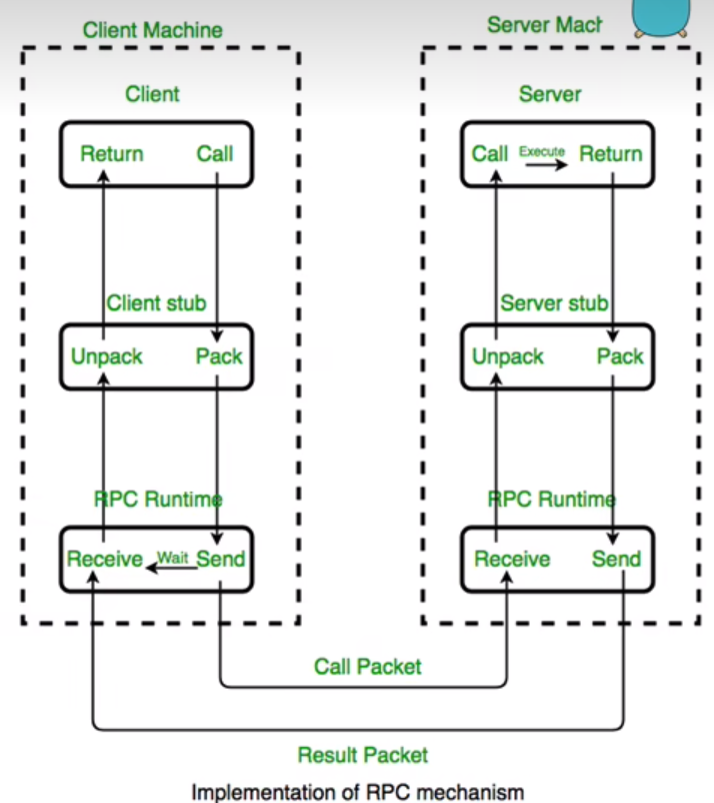 Client Machine
Server
Client
Server
Return Call
Call Execute Return
Client stub
Server stub
Unpack Pack
Unpack Pack
RPC Runtime
RPC Runtime
Receive Wait Send
Receive Send
Call Packet
Result Packet
Implementation of RPC mechanism